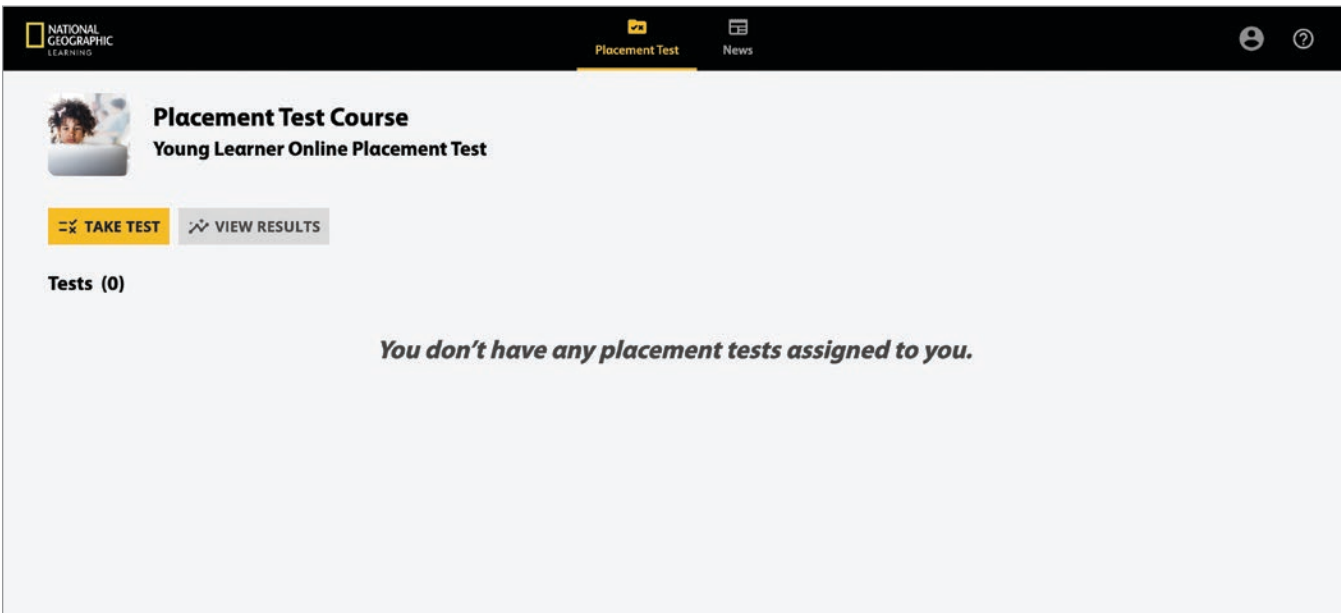 NATIONAL
GEOGRAPHIC
LEARNING
Placement Test
News
Placement Test Course
Young Learner Online Placement Test
TAKE TEST
VIEW RESULTS
Tests (0)
You don't have any placement tests assigned to you.